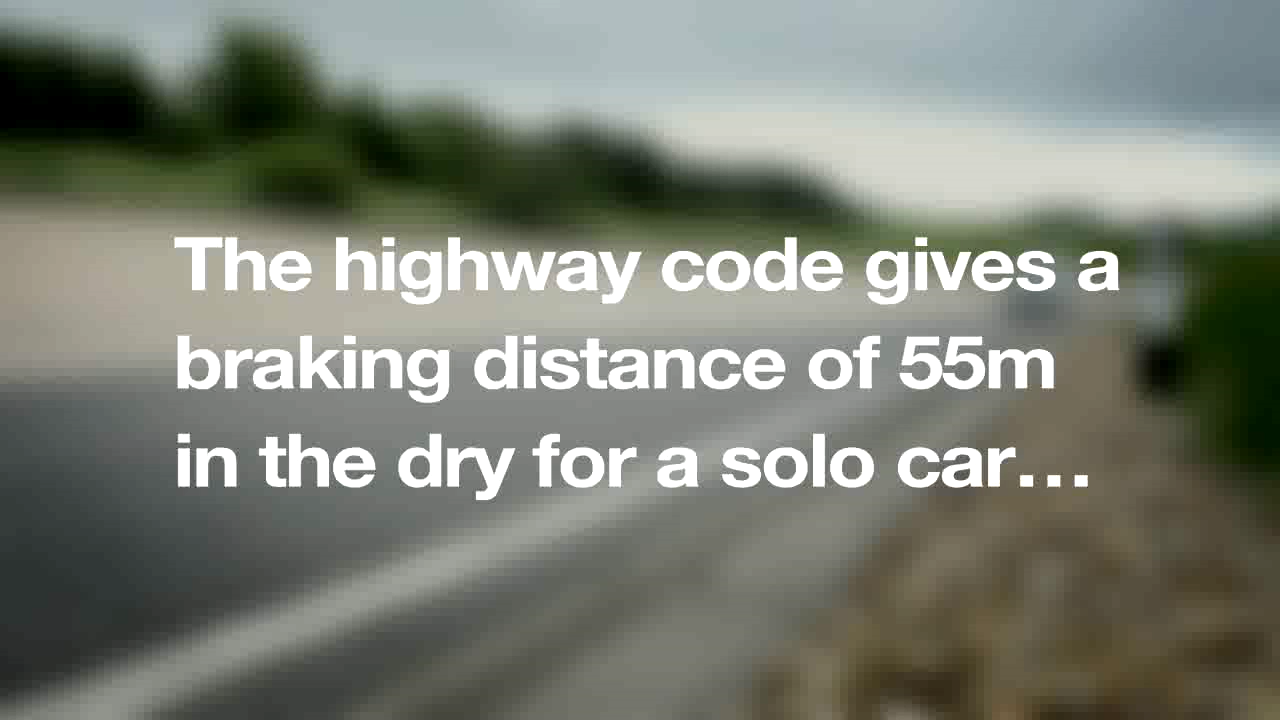 The highway code gives a
braking distance of 55m
in the dry for a solo car…